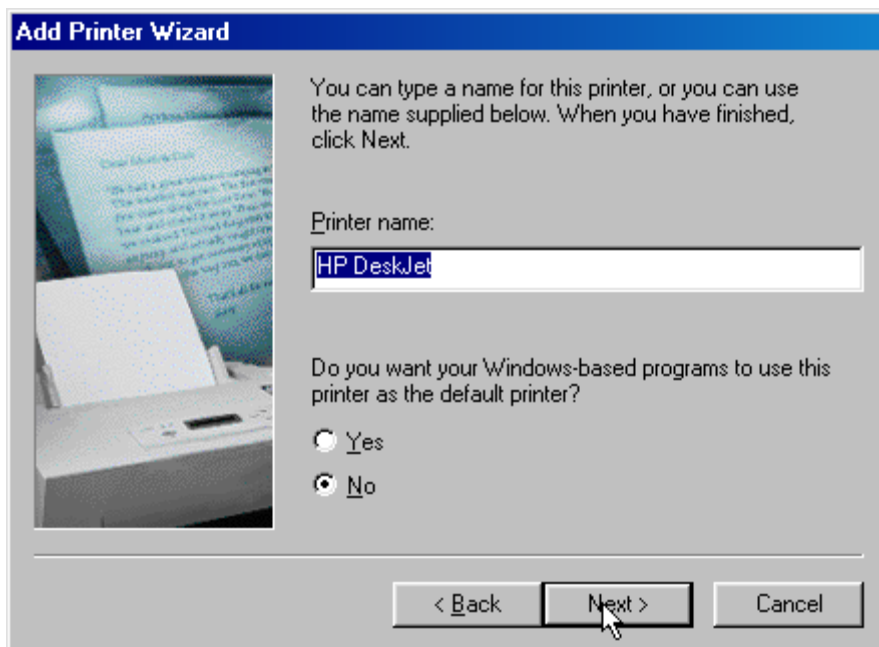 Add Printer Wizard
You can type a name for this printer, or you can use
the name supplied below. When you have finished,
click Next.
Printer name:
HP DeskJet
Do you want your Windows-based programs to use this
printer as the default printer?
Yes
No
< Back
Next >
Cancel